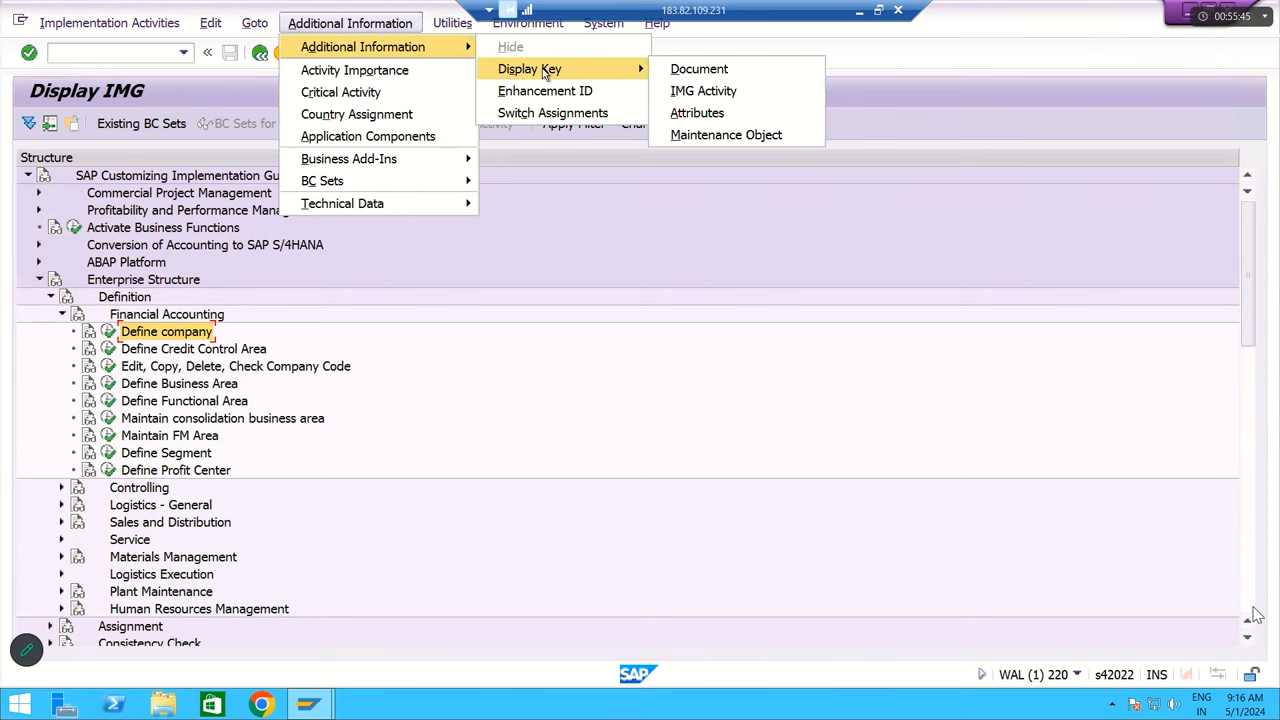 183.82.109.231
00:55:45
Implementation Activities Edit Goto Additional Information Utilities Environment System Help
Additional Information
Activity Importance
Critical Activity
Country Assignment
Application Components
Business Add-Ins
BC Sets
Technical Data
Hide
Display Key
Enhancement ID
Switch Assignments
Document
IMG Activity
Attributes
Maintenance Object
Display IMG
Existing BC Sets BC Sets for
Structure
SAP Customizing Implementation Gu
Commercial Project Management
Profitability and Performance Mana
Activate Business Functions
Conversion of Accounting to SAP S/4HANA
ABAP Platform
Enterprise Structure
Definition
Financial Accounting
Define company
Define Credit Control Area
Edit, Copy, Delete, Check Company Code
Define Business Area
Define Functional Area
Maintain consolidation business area
Maintain FM Area
Define Segment
Define Profit Center
Controlling
Logistics - General
Sales and Distribution
Service
Materials Management
Logistics Execution
Plant Maintenance
Human Resources Management
Assignment
Consistency Check
SAP
WAL (1) 220 s42022 INS
ENG 9:16 AM
IN 5/1/2024